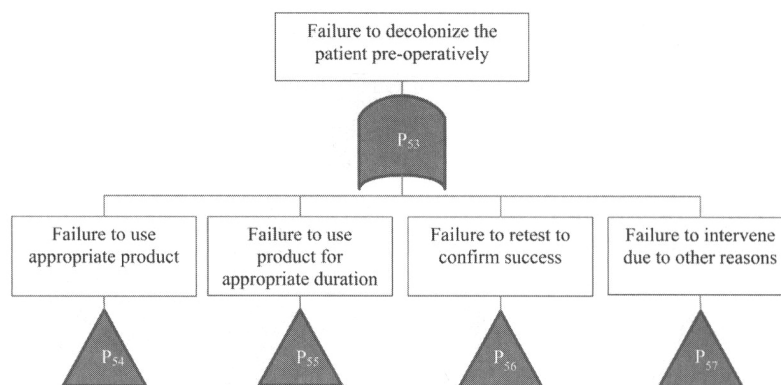 Failure to decolonize the
patient pre-operatively
P53
Failure to use
appropriate product
Failure to use
product for
appropriate duration
Failure to retest to
confirm success
Failure to intervene
due to other reasons
P54
P55
P56
P57